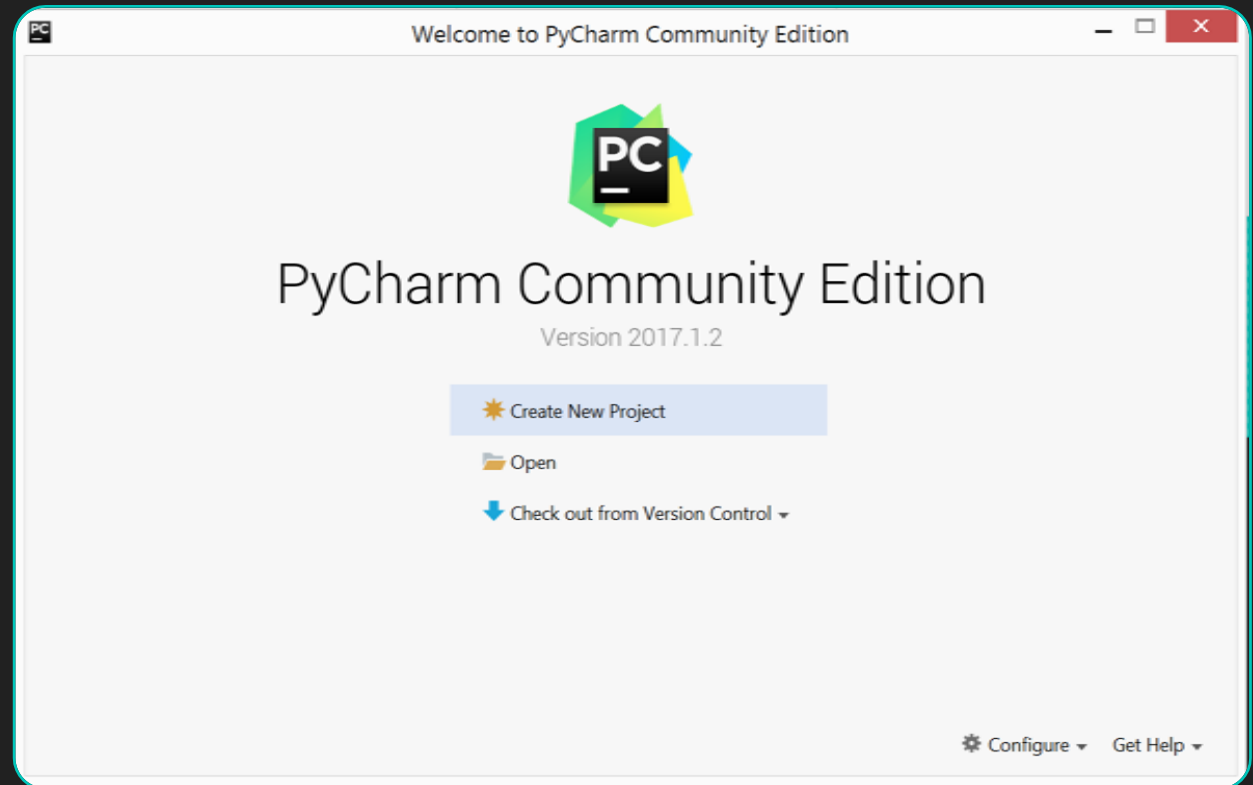 PC
Welcome to PyCharm Community Edition
PC
PyCharm Community Edition
Version 2017.1.2
Create New Project
Open
Check out from Version Control
Configure Get Help